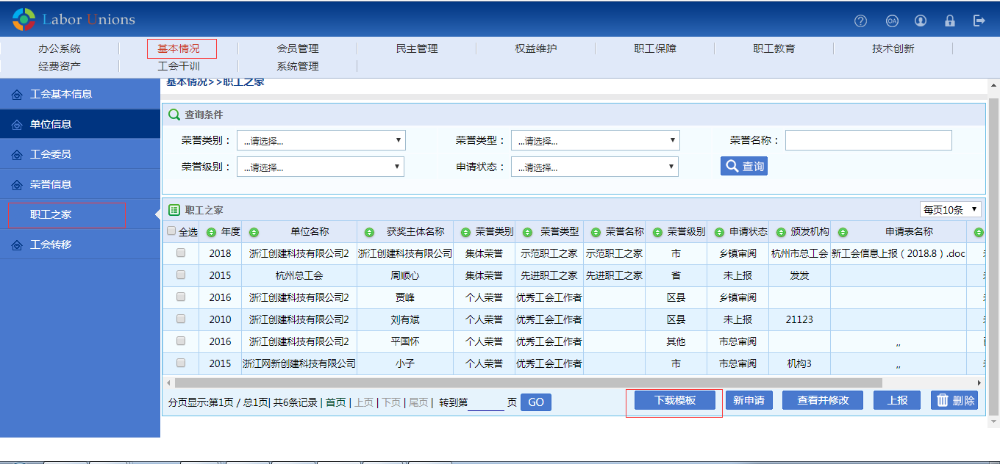 Labor Unions
OA
办公系统 基本情况 会员管理 民主管理 权益维护 职工保障 职工教育 技术创新
经费资产 工会干训 系统管理
基本情况>>职工之家
工会基本信息
单位信息
工会委员
荣誉信息
职工之家
工会转移
查询条件
荣誉类别： ...请选择... 荣誉类型： ...请选择... 荣誉名称：
荣誉级别： ...请选择... 申请状态： ...请选择... 查询
职工之家 每页10条
全选 年度 单位名称 获奖主体名称 荣誉类别 荣誉类型 荣誉名称 荣誉级别 申请状态 颁发机构 申请表名称
2018 浙江创建科技有限公司2 浙江创建科技有限公司 集体荣誉 示范职工之家 示范职工之家 市 乡镇审阅 杭州市总工会 新工会信息上报（2018.8）.doc
2015 杭州总工会 周顺心 集体荣誉 先进职工之家 先进职工之家 省 未上报 发发
2016 浙江创建科技有限公司2 贾峰 个人荣誉 优秀工会工作者 区县 乡镇审阅
2010 浙江创建科技有限公司2 刘有斌 个人荣誉 优秀工会工作者 区县 未上报 21123
2016 浙江创建科技有限公司2 平国怀 个人荣誉 优秀工会工作者 其他 市总审阅 ,,
2015 浙江网新创建科技有限公司 小子 个人荣誉 优秀工会工作者 市 市总审阅 机构3 ,,
分页显示:第1页 / 总1页| 共6条记录 | 首页 | 上页 | 下页 | 尾页 | 转到第 页 GO 下载模板 新申请 查看并修改 上报 删除